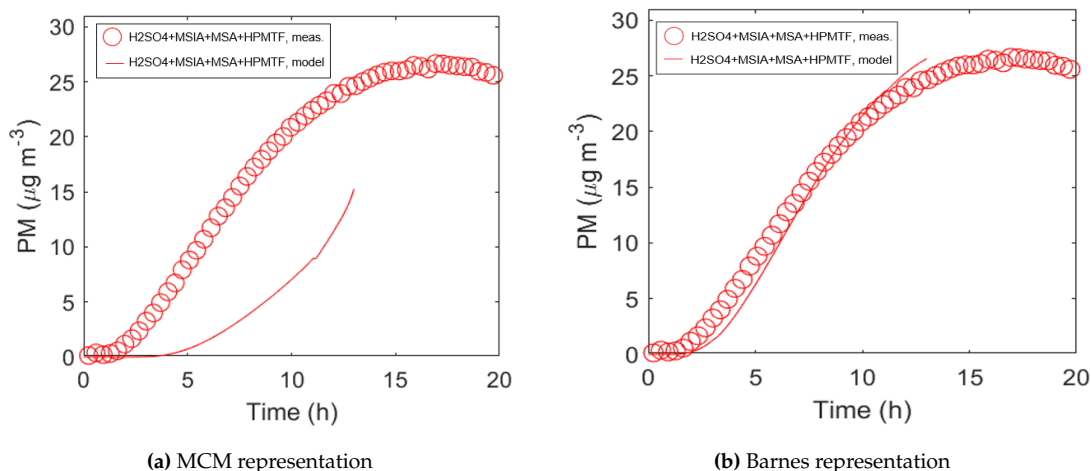 H2SO4+MSIA+MSA+HPMTF, meas.
H2SO4+MSIA+MSA+HPMTF, model
PM (μg m⁻³)
30
25
20
15
10
5
0
0 5 10 15 20
Time (h)
(a) MCM representation
H2SO4+MSIA+MSA+HPMTF, meas.
H2SO4+MSIA+MSA+HPMTF, model
PM (μg m⁻³)
30
25
20
15
10
5
0
0 5 10 15 20
Time (h)
(b) Barnes representation